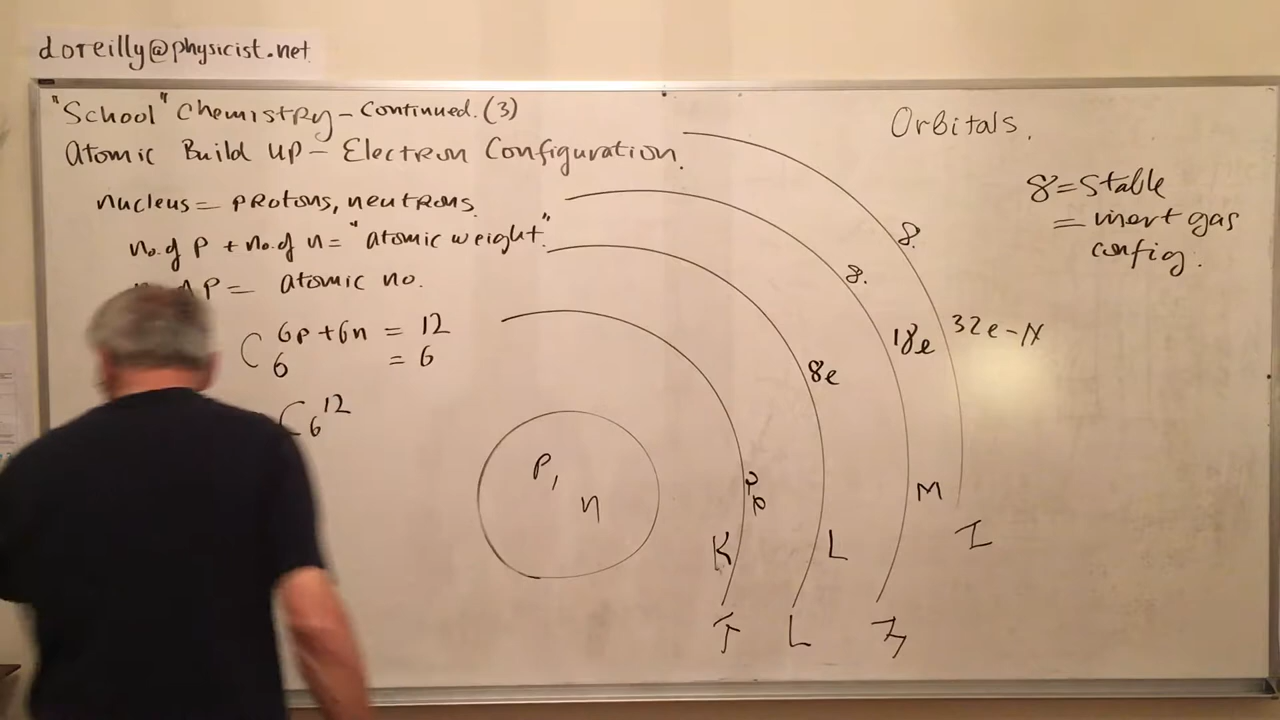 doreilly@physicist.net
"School" Chemistry - Continued. (3)
Atomic Build Up - Electron Configuration.
nucleus = protons, neutrons.
no. of p + no. of n = "atomic weight".
p = atomic no.
C 6p + 6n = 12
6 = 6
C 6 12
Orbitals.
8 = Stable
= inert gas
config.
8.
8.
18e
32e - N
8e
p,
n
M
K
L
L